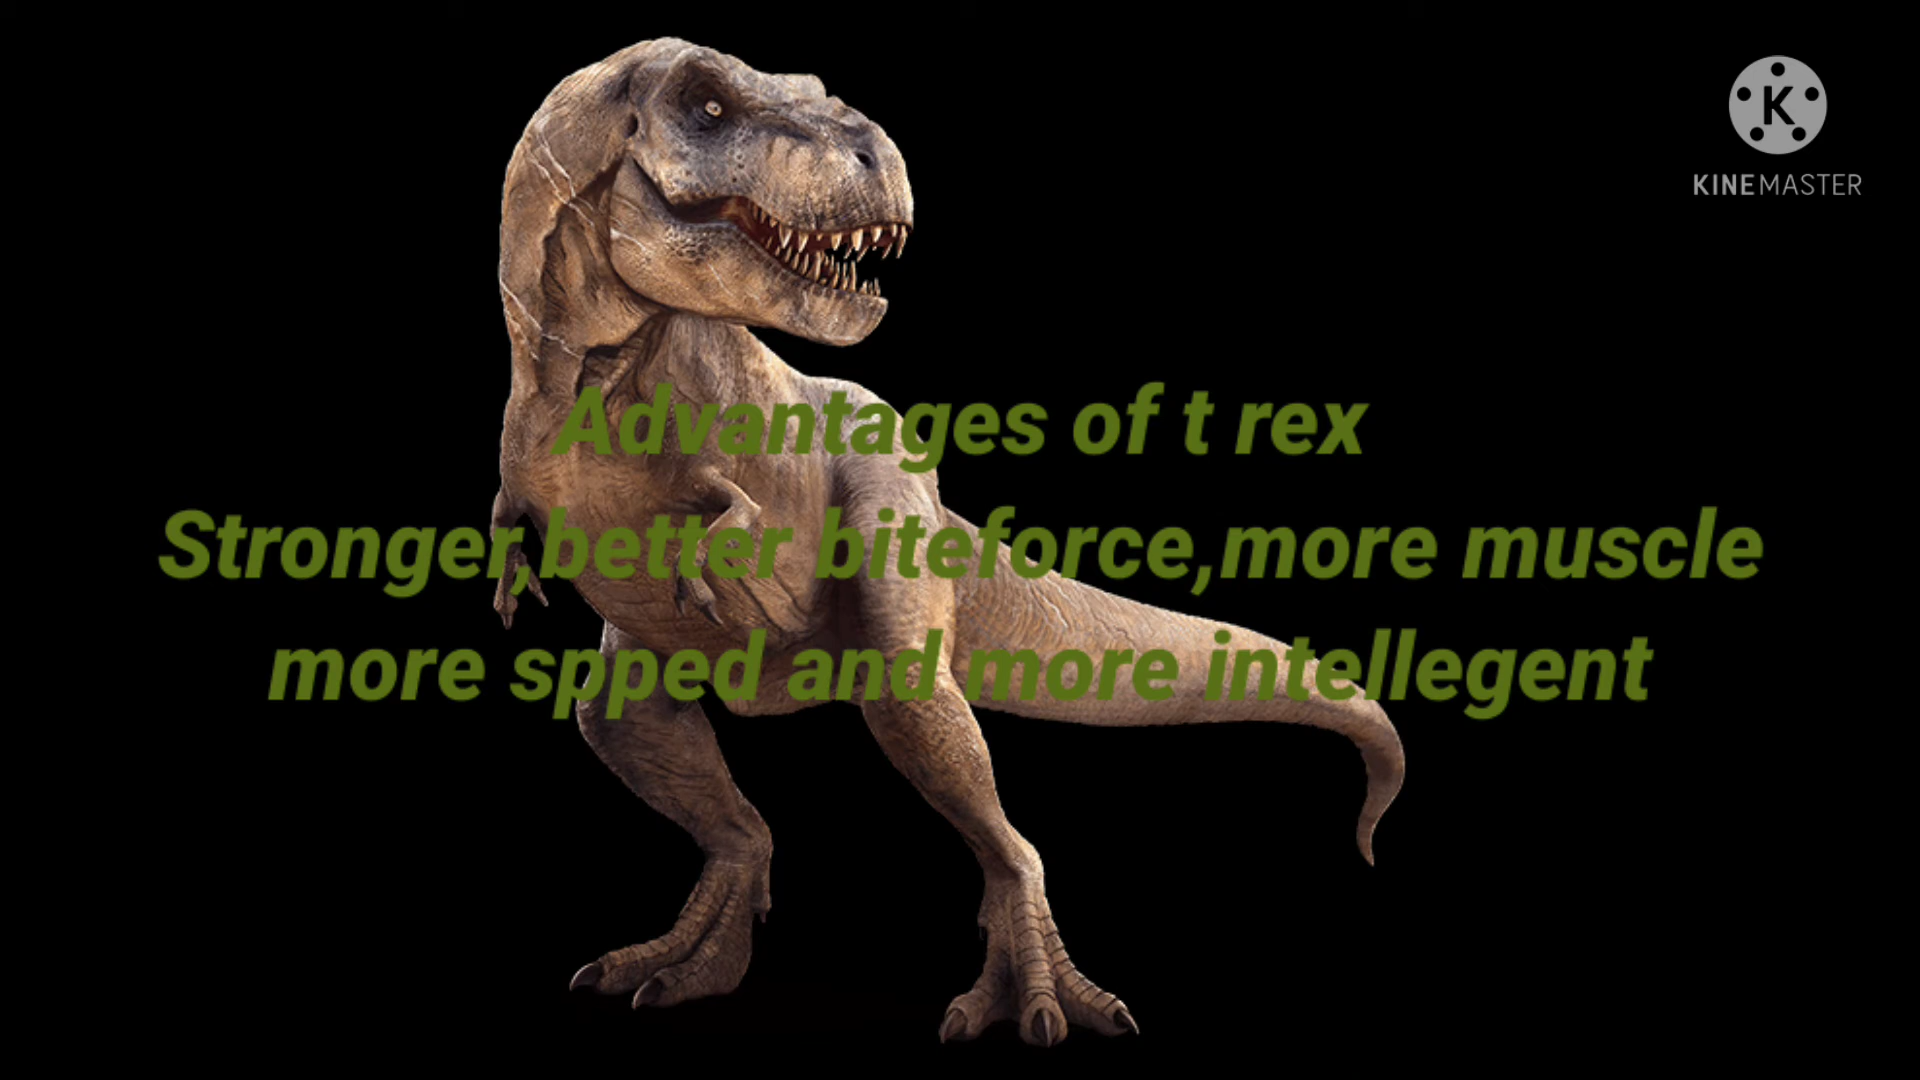 K
KINEMASTER
Advantages of t rex
Stronger,better biteforce,more muscle
more spped and more intellegent